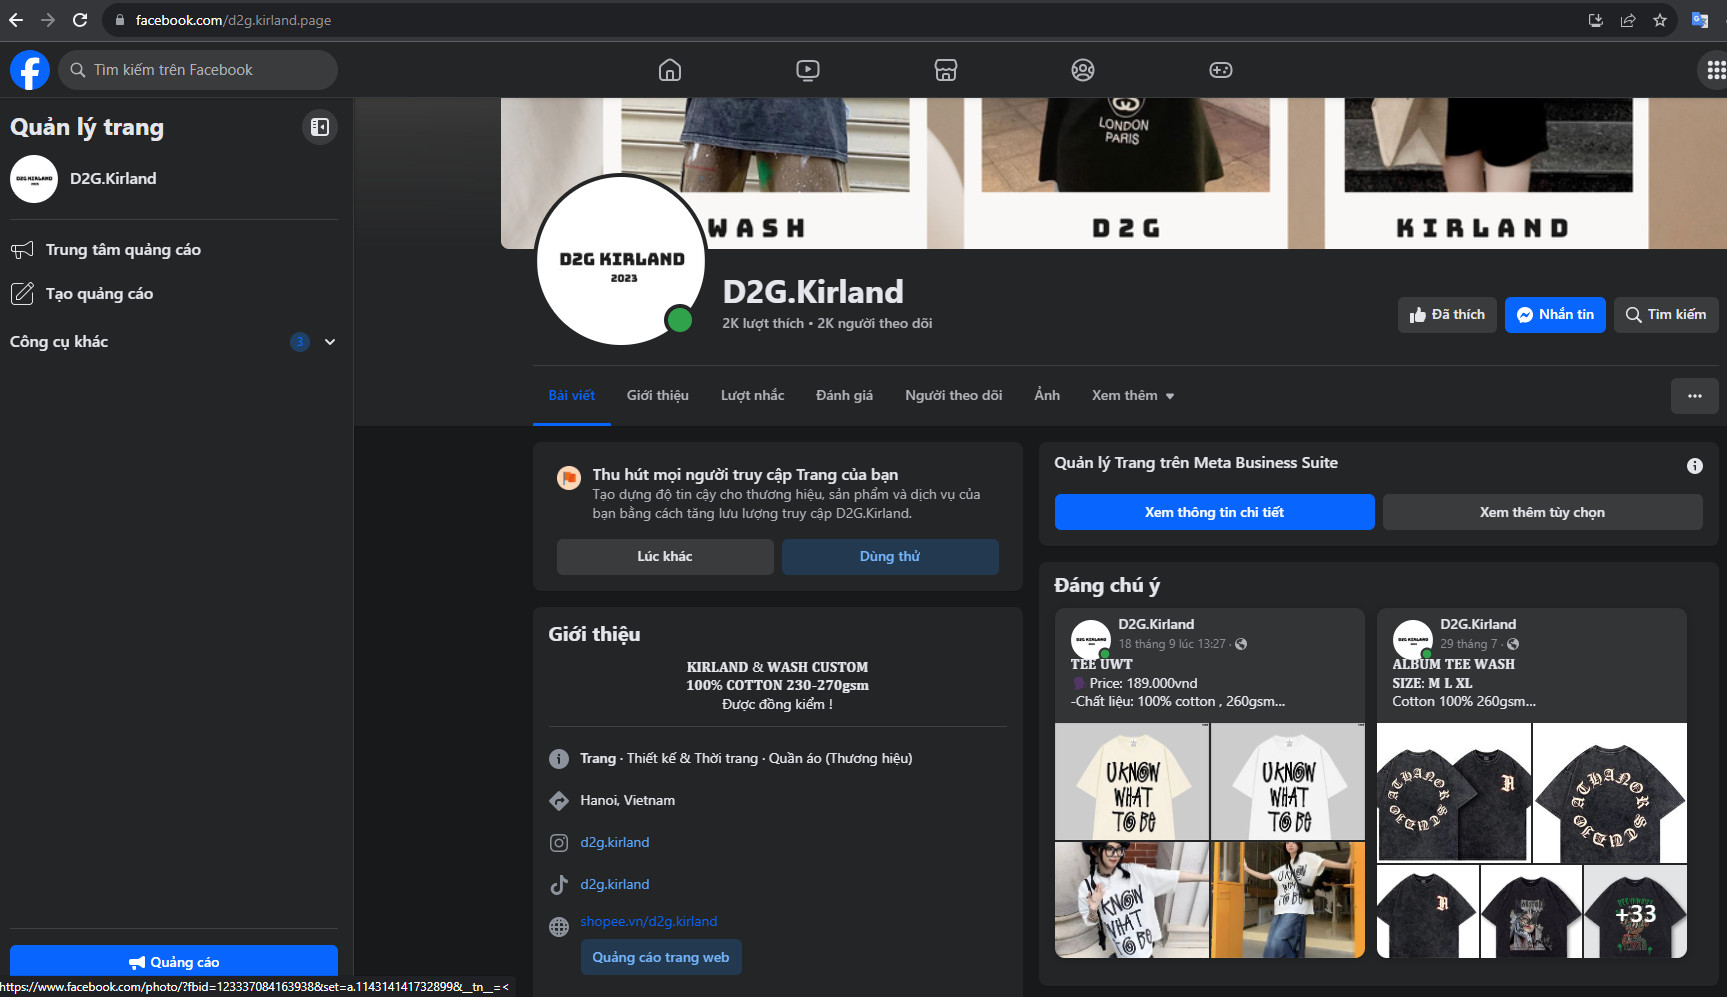 facebook.com/d2g.kirland.page
Tìm kiếm trên Facebook
Quản lý trang
D2G.Kirland
Trung tâm quảng cáo
Tạo quảng cáo
Công cụ khác
3
Quảng cáo
https://www.facebook.com/photo/?fbid=123337084163938&set=a.114314141732899&__tn__=<
LONDON
PARIS
WASH
D2G
KIRLAND
D2G KIRLAND
2023
D2G.Kirland
2K lượt thích • 2K người theo dõi
Đã thích
Nhắn tin
Tìm kiếm
Bài viết
Giới thiệu
Lượt nhắc
Đánh giá
Người theo dõi
Ảnh
Xem thêm
Thu hút mọi người truy cập Trang của bạn
Tạo dựng độ tin cậy cho thương hiệu, sản phẩm và dịch vụ của
bạn bằng cách tăng lưu lượng truy cập D2G.Kirland.
Lúc khác
Dùng thử
Giới thiệu
KIRLAND & WASH CUSTOM
100% COTTON 230-270gsm
Được đồng kiểm !
Trang · Thiết kế & Thời trang · Quần áo (Thương hiệu)
Hanoi, Vietnam
d2g.kirland
d2g.kirland
shopee.vn/d2g.kirland
Quảng cáo trang web
Quản lý Trang trên Meta Business Suite
Xem thông tin chi tiết
Xem thêm tùy chọn
Đáng chú ý
D2G.Kirland
18 tháng 9 lúc 13:27 ·
TEE UWT
Price: 189.000vnd
-Chất liệu: 100% cotton , 260gsm...
U KNOW
WHAT
TO BE
U KNOW
WHAT
TO BE
D2G.Kirland
29 tháng 7 ·
ALBUM TEE WASH
SIZE: M L XL
Cotton 100% 260gsm...
+33